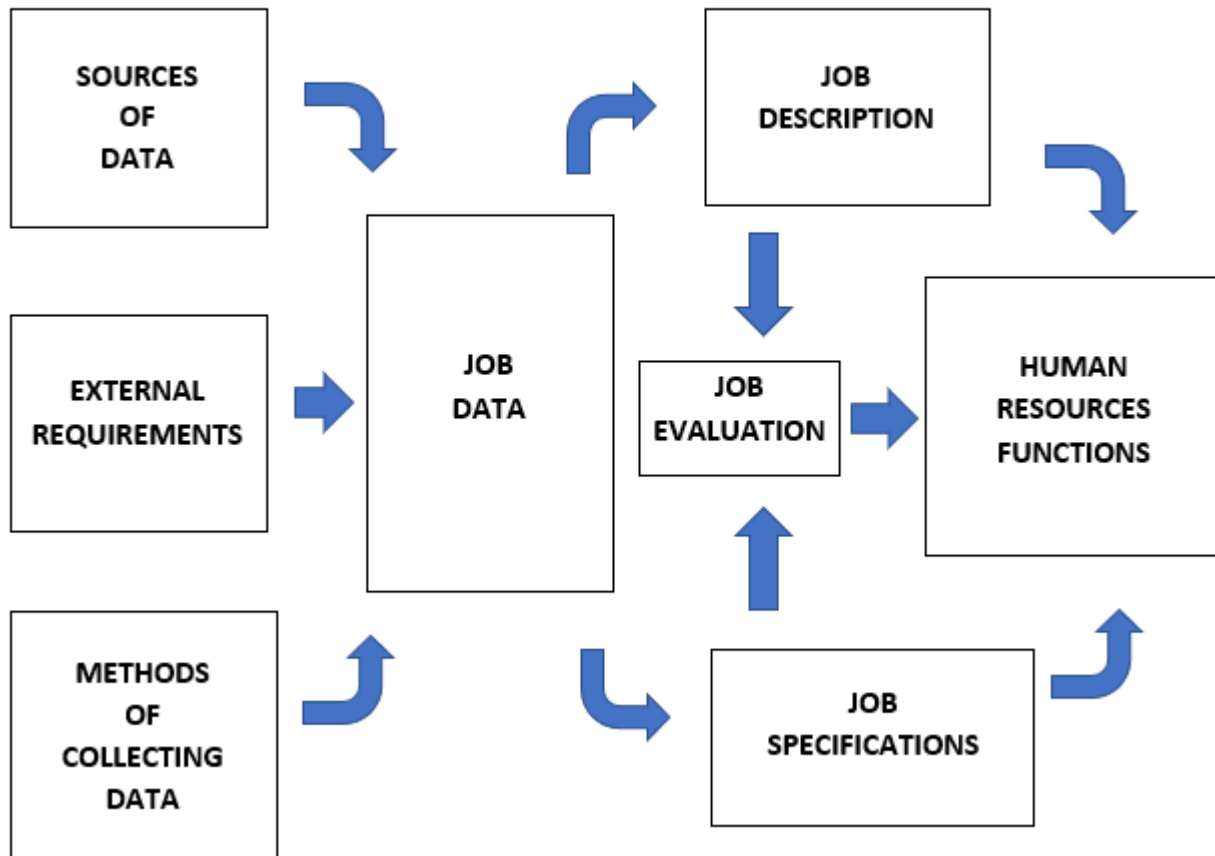 SOURCES
OF
DATA
EXTERNAL
REQUIREMENTS
METHODS
OF
COLLECTING
DATA
JOB
DATA
JOB
DESCRIPTION
JOB
EVALUATION
JOB
SPECIFICATIONS
HUMAN
RESOURCES
FUNCTIONS